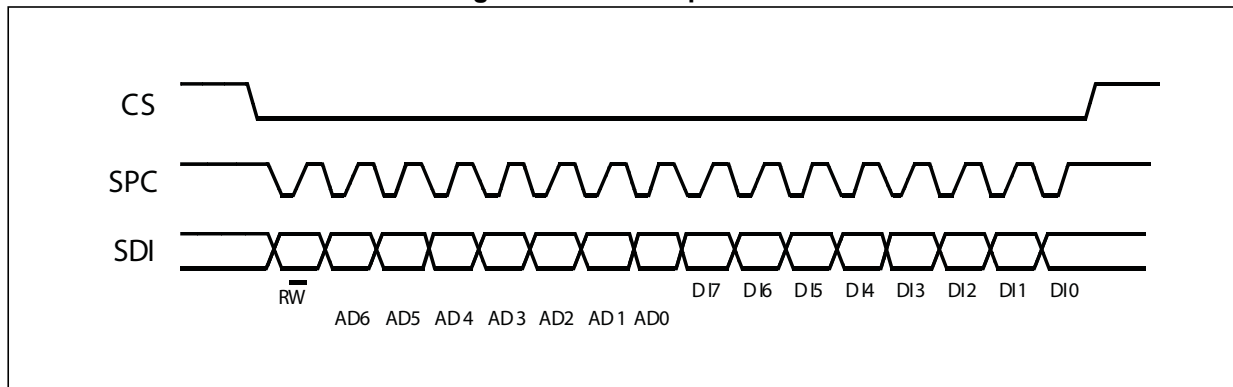 CS
SPC
SDI
RW
DI7 DI6 DI5 DI4 DI3 DI2 DI1 DI0
AD6 AD5 AD4 AD3 AD2 AD1 AD0